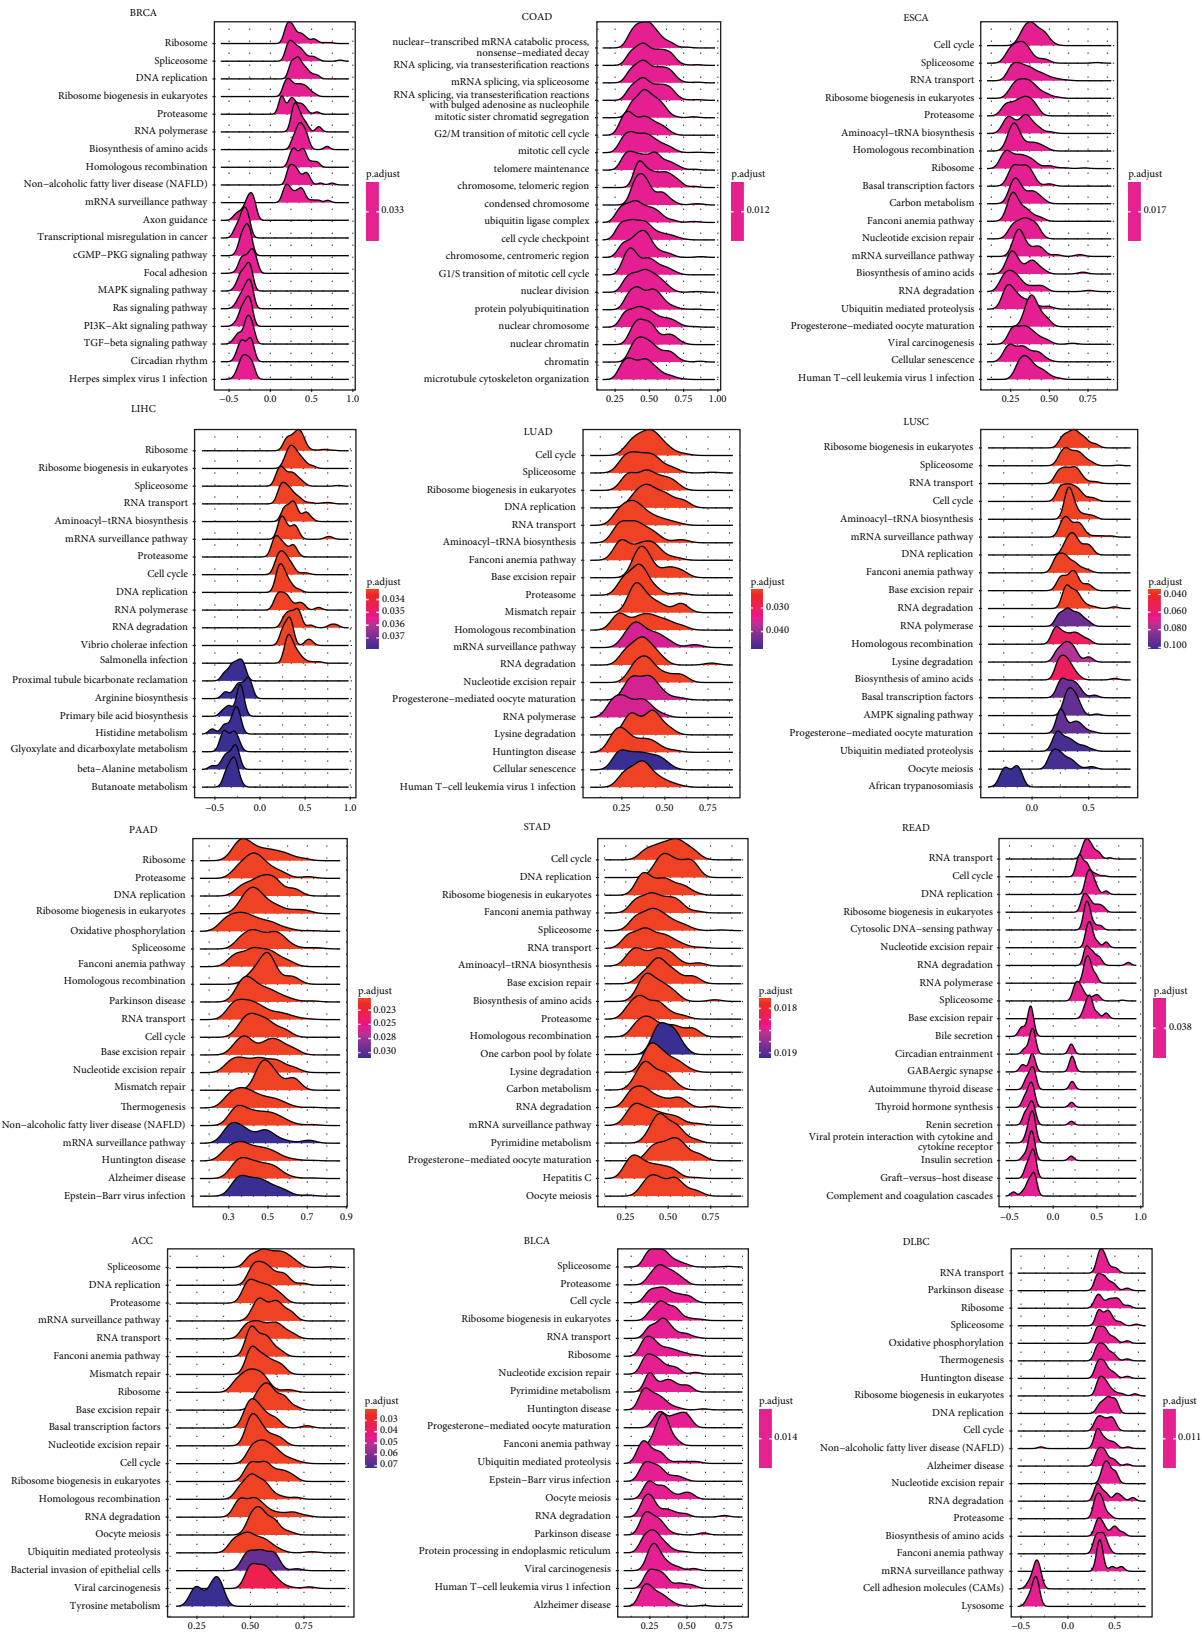 BRCA
Ribosome
Spliceosome
DNA replication
Ribosome biogenesis in eukaryotes
Proteasome
RNA polymerase
Biosynthesis of amino acids
Homologous recombination
Non−alcoholic fatty liver disease (NAFLD)
mRNA surveillance pathway
Axon guidance
Transcriptional misregulation in cancer
cGMP−PKG signaling pathway
Focal adhesion
MAPK signaling pathway
Ras signaling pathway
PI3K−Akt signaling pathway
TGF−beta signaling pathway
Circadian rhythm
Herpes simplex virus 1 infection
−0.5 0.0 0.5 1.0
p.adjust
0.033
COAD
nuclear−transcribed mRNA catabolic process,
nonsense−mediated decay
RNA splicing, via transesterification reactions
mRNA splicing, via spliceosome
RNA splicing, via transesterification reactions
with bulged adenosine as nucleophile
mitotic sister chromatid segregation
G2/M transition of mitotic cell cycle
mitotic cell cycle
telomere maintenance
chromosome, telomeric region
condensed chromosome
ubiquitin ligase complex
cell cycle checkpoint
chromosome, centromeric region
G1/S transition of mitotic cell cycle
nuclear division
protein polyubiquitination
nuclear chromosome
nuclear chromatin
chromatin
microtubule cytoskeleton organization
0.25 0.50 0.75 1.00
p.adjust
0.012
ESCA
Cell cycle
Spliceosome
RNA transport
Ribosome biogenesis in eukaryotes
Proteasome
Aminoacyl−tRNA biosynthesis
Homologous recombination
Ribosome
Basal transcription factors
Carbon metabolism
Fanconi anemia pathway
Nucleotide excision repair
mRNA surveillance pathway
Biosynthesis of amino acids
RNA degradation
Ubiquitin mediated proteolysis
Progesterone−mediated oocyte maturation
Viral carcinogenesis
Cellular senescence
Human T−cell leukemia virus 1 infection
0.25 0.50 0.75
p.adjust
0.017
LIHC
Ribosome
Ribosome biogenesis in eukaryotes
Spliceosome
RNA transport
Aminoacyl−tRNA biosynthesis
mRNA surveillance pathway
Proteasome
Cell cycle
DNA replication
RNA polymerase
RNA degradation
Vibrio cholerae infection
Salmonella infection
Proximal tubule bicarbonate reclamation
Arginine biosynthesis
Primary bile acid biosynthesis
Histidine metabolism
Glyoxylate and dicarboxylate metabolism
beta−Alanine metabolism
Butanoate metabolism
−0.5 0.0 0.5 1.0
p.adjust
0.034
0.035
0.036
0.037
LUAD
Cell cycle
Spliceosome
Ribosome biogenesis in eukaryotes
DNA replication
RNA transport
Aminoacyl−tRNA biosynthesis
Fanconi anemia pathway
Base excision repair
Proteasome
Mismatch repair
Homologous recombination
mRNA surveillance pathway
RNA degradation
Nucleotide excision repair
Progesterone−mediated oocyte maturation
RNA polymerase
Lysine degradation
Huntington disease
Cellular senescence
Human T−cell leukemia virus 1 infection
0.25 0.50 0.75
p.adjust
0.030
0.040
LUSC
Ribosome biogenesis in eukaryotes
Spliceosome
RNA transport
Cell cycle
Aminoacyl−tRNA biosynthesis
mRNA surveillance pathway
DNA replication
Fanconi anemia pathway
Base excision repair
RNA degradation
RNA polymerase
Homologous recombination
Lysine degradation
Biosynthesis of amino acids
Basal transcription factors
AMPK signaling pathway
Progesterone−mediated oocyte maturation
Ubiquitin mediated proteolysis
Oocyte meiosis
African trypanosomiasis
0.0 0.5
p.adjust
0.040
0.060
0.080
0.100
PAAD
Ribosome
Proteasome
DNA replication
Ribosome biogenesis in eukaryotes
Oxidative phosphorylation
Spliceosome
Fanconi anemia pathway
Homologous recombination
Parkinson disease
RNA transport
Cell cycle
Base excision repair
Nucleotide excision repair
Mismatch repair
Thermogenesis
Non−alcoholic fatty liver disease (NAFLD)
mRNA surveillance pathway
Huntington disease
Alzheimer disease
Epstein−Barr virus infection
0.3 0.5 0.7 0.9
p.adjust
0.023
0.025
0.028
0.030
STAD
Cell cycle
DNA replication
Ribosome biogenesis in eukaryotes
Fanconi anemia pathway
Spliceosome
RNA transport
Aminoacyl−tRNA biosynthesis
Base excision repair
Biosynthesis of amino acids
Proteasome
Homologous recombination
One carbon pool by folate
Lysine degradation
Carbon metabolism
RNA degradation
mRNA surveillance pathway
Pyrimidine metabolism
Progesterone−mediated oocyte maturation
Hepatitis C
Oocyte meiosis
0.25 0.50 0.75
p.adjust
0.018
0.019
READ
RNA transport
Cell cycle
DNA replication
Ribosome biogenesis in eukaryotes
Cytosolic DNA−sensing pathway
Nucleotide excision repair
RNA degradation
RNA polymerase
Spliceosome
Base excision repair
Bile secretion
Circadian entrainment
GABAergic synapse
Autoimmune thyroid disease
Thyroid hormone synthesis
Renin secretion
Viral protein interaction with cytokine and
cytokine receptor
Insulin secretion
Graft−versus−host disease
Complement and coagulation cascades
−0.5 0.0 0.5 1.0
p.adjust
0.038
ACC
Spliceosome
DNA replication
Proteasome
mRNA surveillance pathway
RNA transport
Fanconi anemia pathway
Mismatch repair
Ribosome
Base excision repair
Basal transcription factors
Nucleotide excision repair
Cell cycle
Ribosome biogenesis in eukaryotes
Homologous recombination
RNA degradation
Oocyte meiosis
Ubiquitin mediated proteolysis
Bacterial invasion of epithelial cells
Viral carcinogenesis
Tyrosine metabolism
0.25 0.50 0.75
p.adjust
0.03
0.04
0.05
0.06
0.07
BLCA
Spliceosome
Proteasome
Cell cycle
Ribosome biogenesis in eukaryotes
RNA transport
Ribosome
Nucleotide excision repair
Pyrimidine metabolism
Huntington disease
Progesterone−mediated oocyte maturation
Fanconi anemia pathway
Ubiquitin mediated proteolysis
Epstein−Barr virus infection
Oocyte meiosis
RNA degradation
Parkinson disease
Protein processing in endoplasmic reticulum
Viral carcinogenesis
Human T−cell leukemia virus 1 infection
Alzheimer disease
0.25 0.50 0.75
p.adjust
0.014
DLBC
RNA transport
Parkinson disease
Ribosome
Spliceosome
Oxidative phosphorylation
Thermogenesis
Huntington disease
Ribosome biogenesis in eukaryotes
DNA replication
Cell cycle
Non−alcoholic fatty liver disease (NAFLD)
Alzheimer disease
Nucleotide excision repair
RNA degradation
Proteasome
Biosynthesis of amino acids
Fanconi anemia pathway
mRNA surveillance pathway
Cell adhesion molecules (CAMs)
Lysosome
−0.5 0.0 0.5
p.adjust
0.011